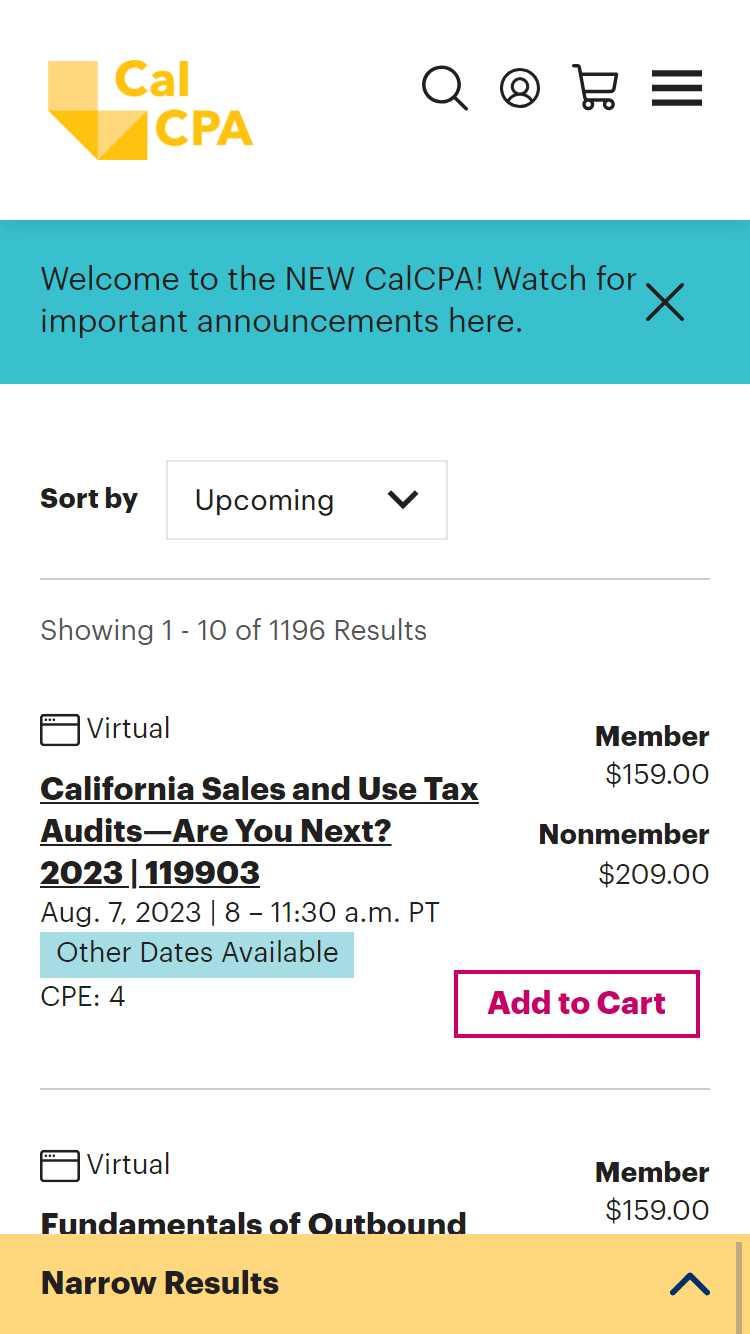 Cal
CPA
Welcome to the NEW CalCPA! Watch for
important announcements here.
Sort by
Upcoming
Showing 1 - 10 of 1196 Results
Virtual
Member
$159.00
California Sales and Use Tax
Audits—Are You Next?
2023 | 119903
Nonmember
$209.00
Aug. 7, 2023 | 8 – 11:30 a.m. PT
Other Dates Available
CPE: 4
Add to Cart
Virtual
Member
$159.00
Fundamentals of Outbound
Narrow Results